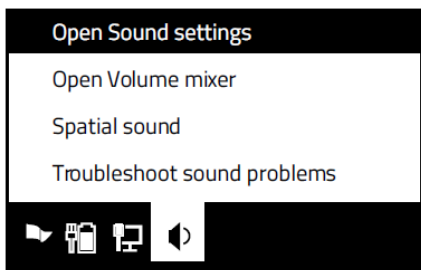 Open Sound settings
Open Volume mixer
Spatial sound
Troubleshoot sound problems